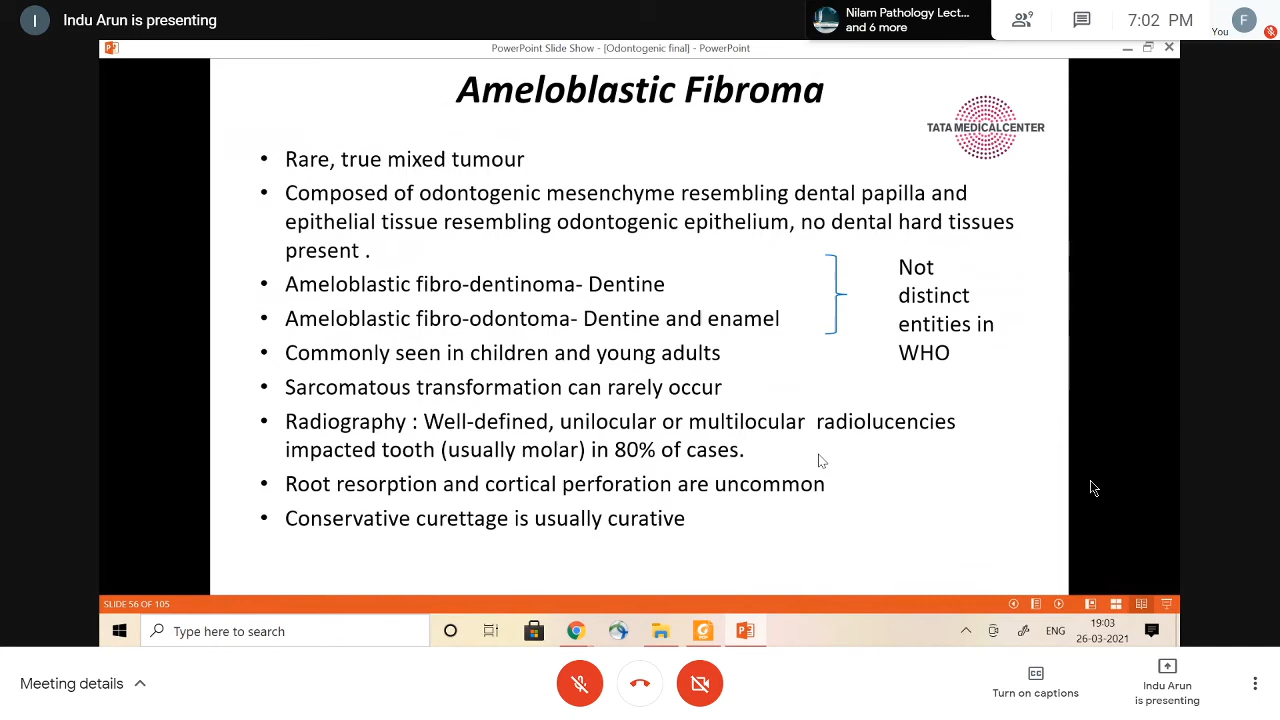 I
Indu Arun is presenting
Nilam Pathology Lect...
and 6 more
9
7:02 PM
You
F
PowerPoint Slide Show - [Odontogenic final] - PowerPoint
Ameloblastic Fibroma
TATA MEDICAL CENTER
• Rare, true mixed tumour
• Composed of odontogenic mesenchyme resembling dental papilla and
epithelial tissue resembling odontogenic epithelium, no dental hard tissues
present .
• Ameloblastic fibro-dentinoma- Dentine
• Ameloblastic fibro-odontoma- Dentine and enamel
Not
distinct
entities in
WHO
• Commonly seen in children and young adults
• Sarcomatous transformation can rarely occur
• Radiography : Well-defined, unilocular or multilocular radiolucencies
impacted tooth (usually molar) in 80% of cases.
• Root resorption and cortical perforation are uncommon
• Conservative curettage is usually curative
SLIDE 56 OF 105
Type here to search
ENG
19:03
26-03-2021
Meeting details
CC
Turn on captions
Indu Arun
is presenting